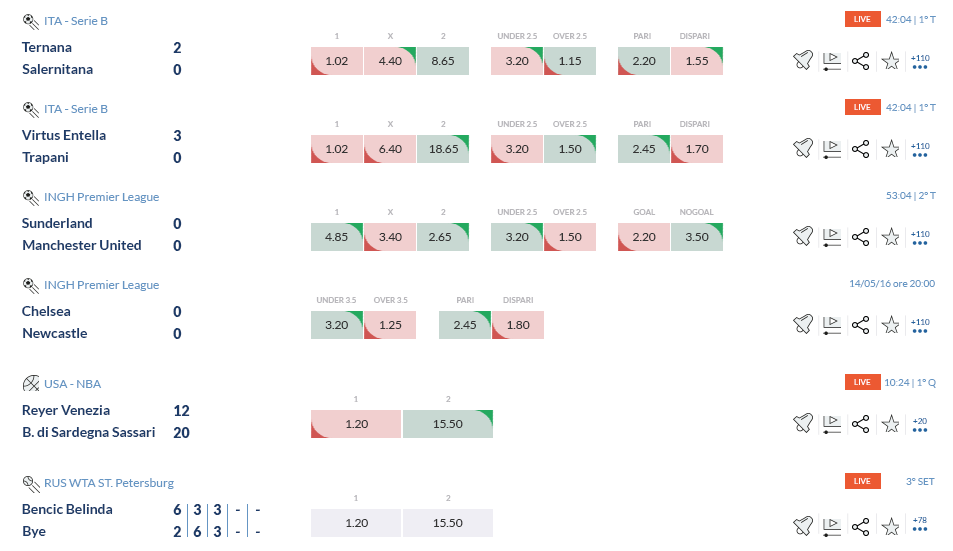 ITA - Serie B LIVE 42:04 | 1° T
1 X 2 UNDER 2.5 OVER 2.5 PARI DISPARI
Ternana 2
1.02 4.40 8.65 3.20 1.15 2.20 1.55 +110
Salernitana 0
ITA - Serie B LIVE 42:04 | 1° T
1 X 2 UNDER 2.5 OVER 2.5 PARI DISPARI
Virtus Entella 3
1.02 6.40 18.65 3.20 1.50 2.45 1.70 +110
Trapani 0
INGH Premier League 53:04 | 2° T
1 X 2 UNDER 2.5 OVER 2.5 GOAL NOGOAL
Sunderland 0
4.85 3.40 2.65 3.20 1.50 2.20 3.50 +110
Manchester United 0
INGH Premier League 14/05/16 ore 20:00
UNDER 3.5 OVER 3.5 PARI DISPARI
Chelsea 0
3.20 1.25 2.45 1.80 +110
Newcastle 0
USA - NBA LIVE 10:24 | 1° Q
1 2
Reyer Venezia 12
1.20 15.50 +20
B. di Sardegna Sassari 20
RUS WTA ST. Petersburg LIVE 3° SET
1 2
Bencic Belinda 6 3 3 - -
1.20 15.50 +78
Bye 2 6 3 - -